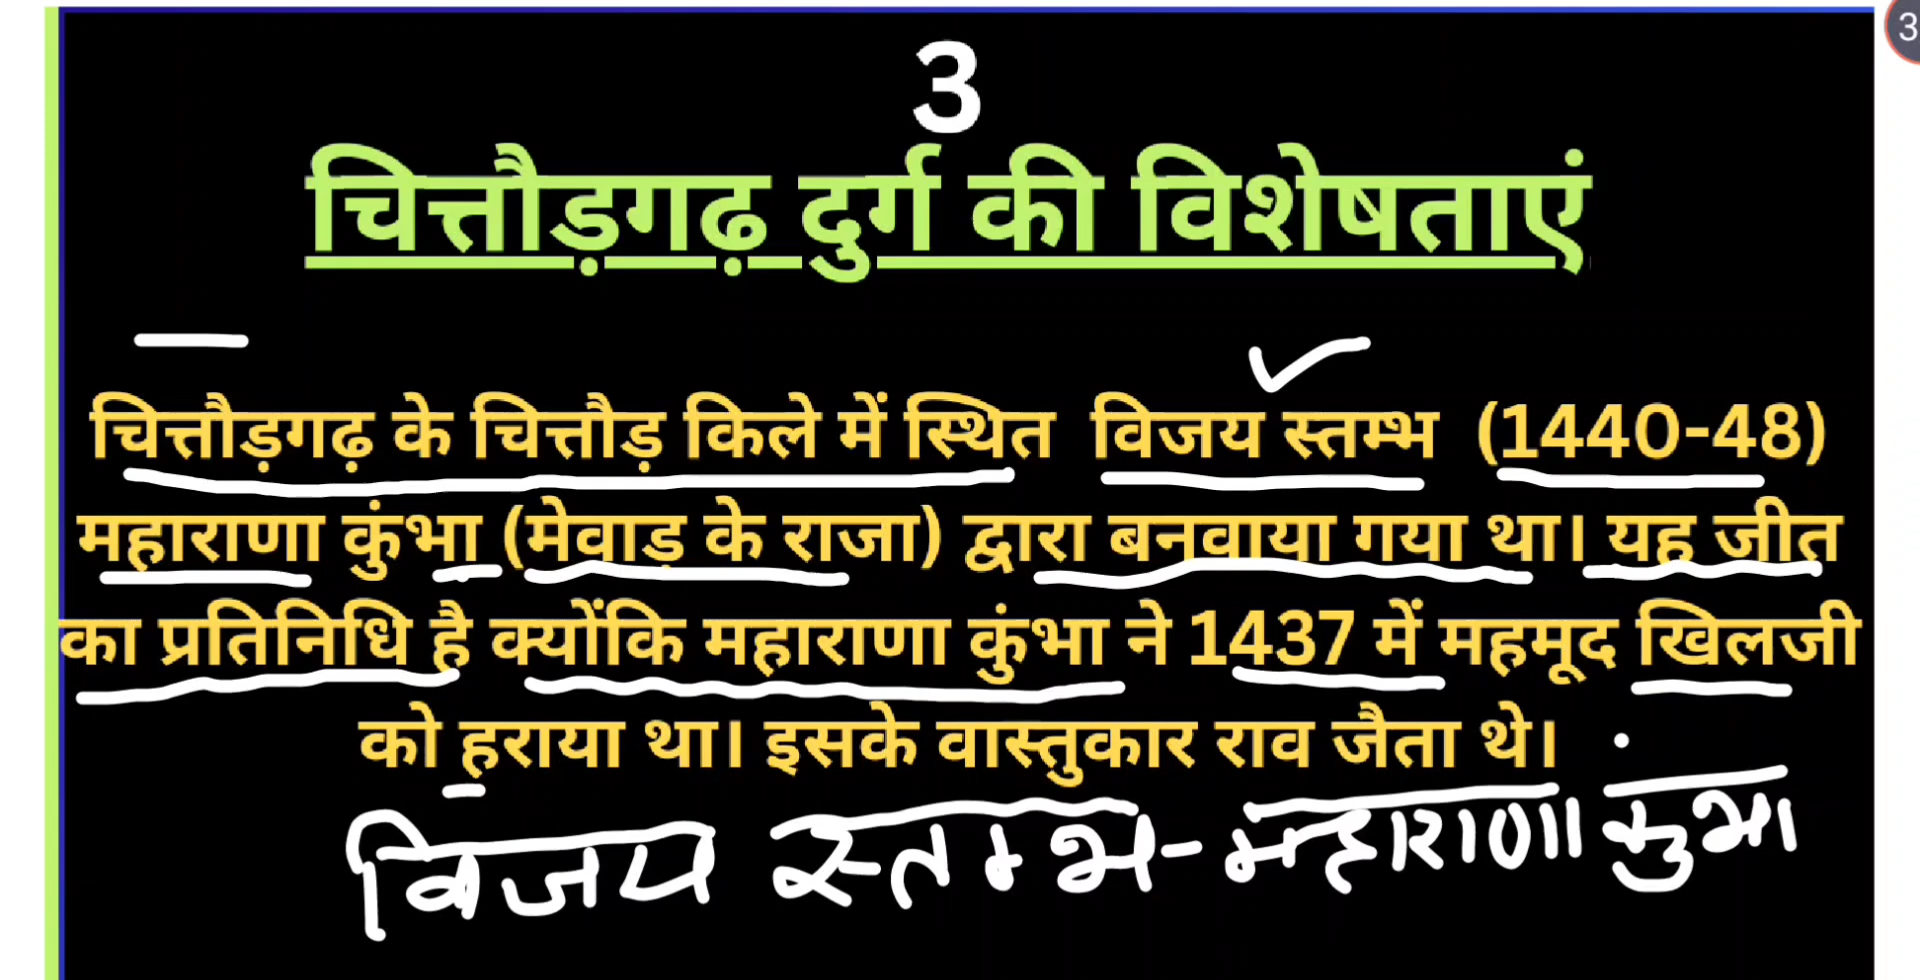 3
3
चित्तौड़गढ़ दुर्ग की विशेषताएं
चित्तौड़गढ़ के चित्तौड़ किले में स्थित विजय स्तम्भ (1440-48)
महाराणा कुंभा (मेवाड़ के राजा) द्वारा बनवाया गया था। यह जीत
का प्रतिनिधि है क्योंकि महाराणा कुंभा ने 1437 में महमूद खिलजी
को हराया था। इसके वास्तुकार राव जैता थे।
विजय स्तम्भ - महाराणा कुंभा